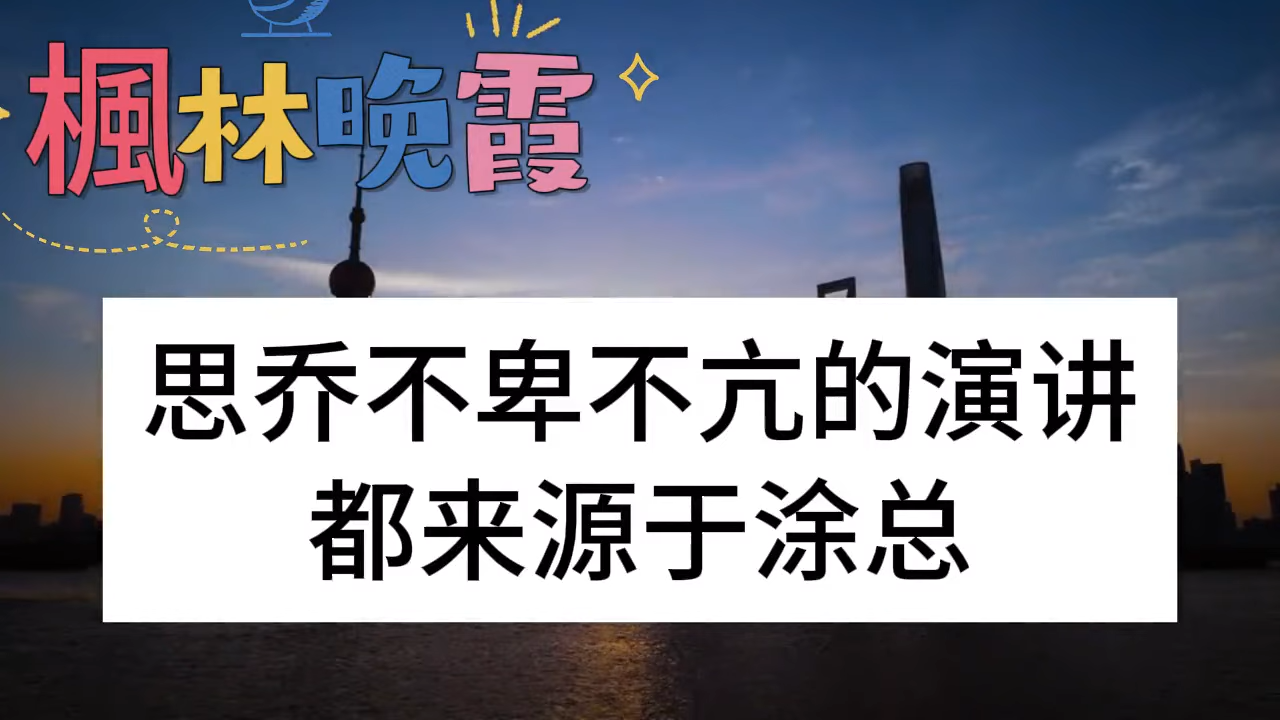 楓林晚霞
思乔不卑不亢的演讲
都来源于涂总